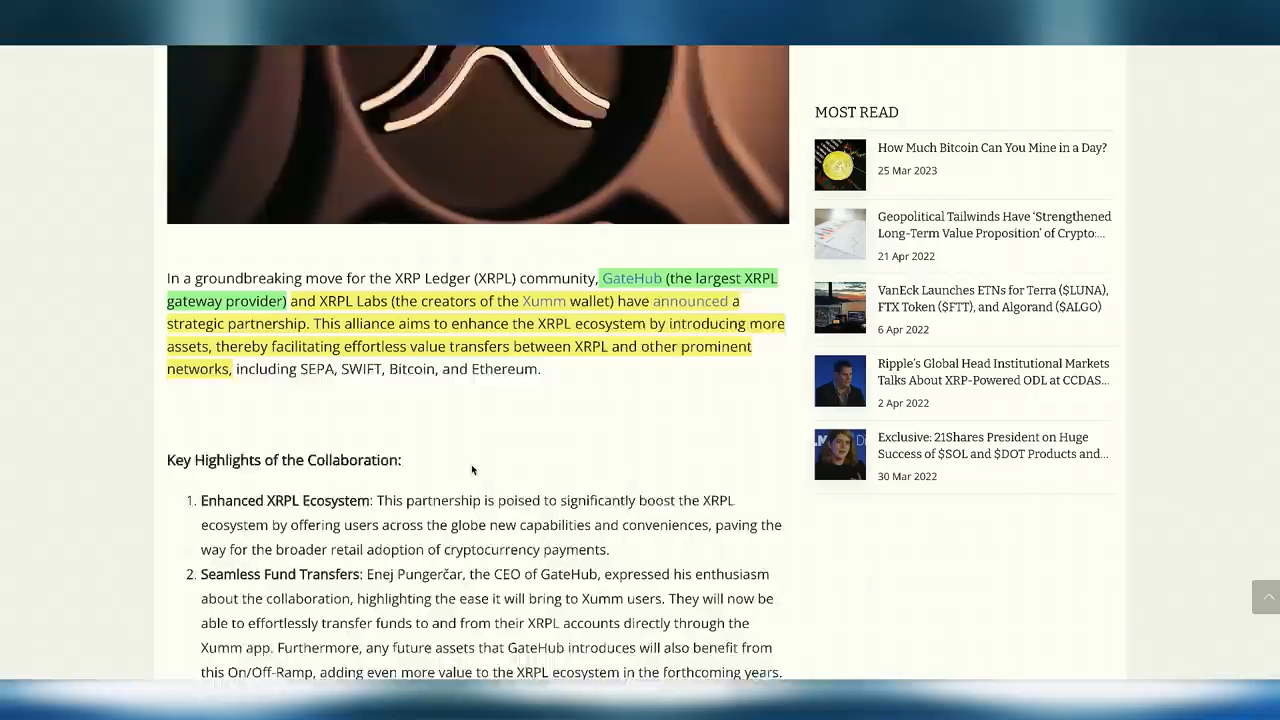 In a groundbreaking move for the XRP Ledger (XRPL) community, GateHub (the largest XRPL
gateway provider) and XRPL Labs (the creators of the Xumm wallet) have announced a
strategic partnership. This alliance aims to enhance the XRPL ecosystem by introducing more
assets, thereby facilitating effortless value transfers between XRPL and other prominent
networks, including SEPA, SWIFT, Bitcoin, and Ethereum.
Key Highlights of the Collaboration:
1. Enhanced XRPL Ecosystem: This partnership is poised to significantly boost the XRPL
ecosystem by offering users across the globe new capabilities and conveniences, paving the
way for the broader retail adoption of cryptocurrency payments.
2. Seamless Fund Transfers: Enej Pungerčar, the CEO of GateHub, expressed his enthusiasm
about the collaboration, highlighting the ease it will bring to Xumm users. They will now be
able to effortlessly transfer funds to and from their XRPL accounts directly through the
Xumm app. Furthermore, any future assets that GateHub introduces will also benefit from
this On/Off-Ramp, adding even more value to the XRPL ecosystem in the forthcoming years.
MOST READ
How Much Bitcoin Can You Mine in a Day?
25 Mar 2023
Geopolitical Tailwinds Have ‘Strengthened
Long-Term Value Proposition’ of Crypto:...
21 Apr 2022
VanEck Launches ETNs for Terra ($LUNA),
FTX Token ($FTT), and Algorand ($ALGO)
6 Apr 2022
Ripple’s Global Head Institutional Markets
Talks About XRP-Powered ODL at CCDAS...
2 Apr 2022
Exclusive: 21Shares President on Huge
Success of $SOL and $DOT Products and...
30 Mar 2022